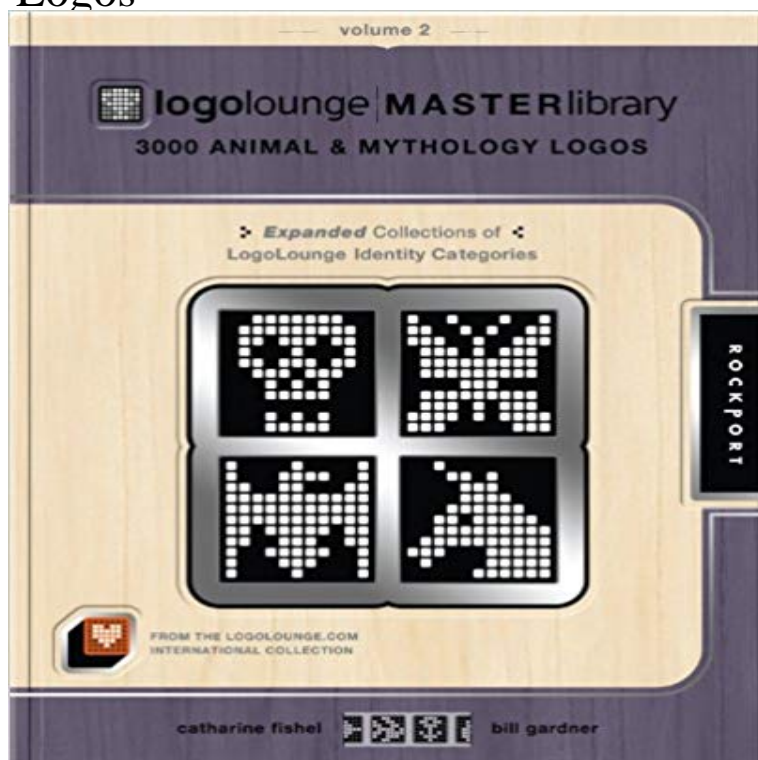 Logos
volume 2
logolounge|MASTERlibrary
3000 ANIMAL & MYTHOLOGY LOGOS
Expanded Collections of
LogoLounge Identity Categories
ROCKPORT
FROM THE LOGOLOUNGE.COM
INTERNATIONAL COLLECTION
catharine fishel bill gardner